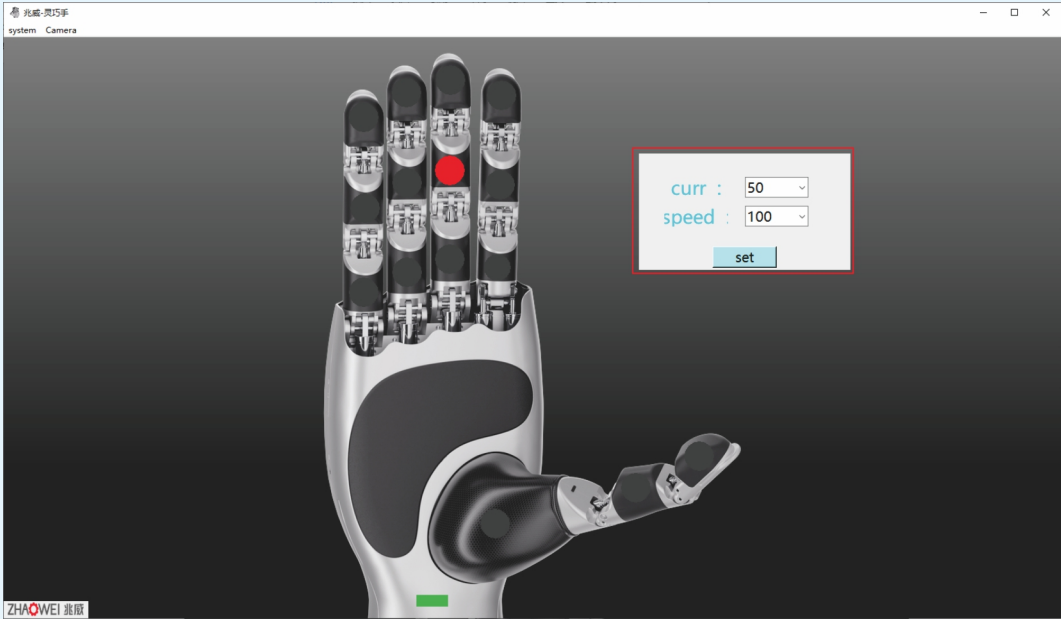 兆威-灵巧手
system Camera
curr : 50
speed : 100
set
ZHAOWEI 兆威